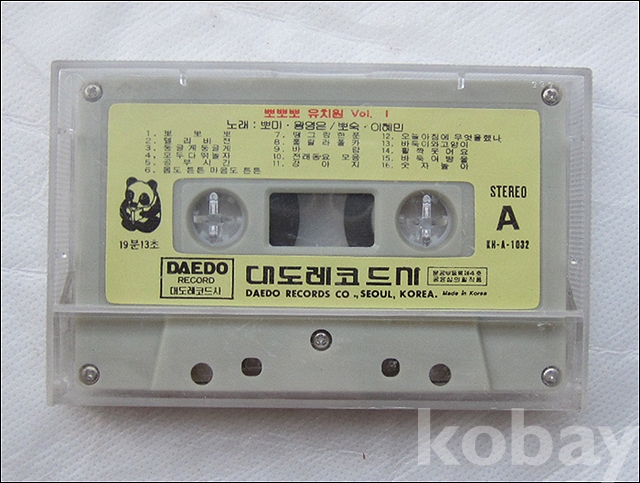 뽀뽀뽀 유치원 Vol. 1
노래 : 뽀미 · 왕영은 / 뽀숙 · 이혜민
1. 뽀 뽀 뽀
2. 텔 레 비 전
3. 둥글게둥글게
4. 모두다뛰놀자
5. 공 부 시 간
6. 몸도 튼튼 마음도 튼튼
7. 땡그랑한푼
8. 훌랄라훌카
9. 바 람
10. 전래동요 모음
11. 강 아 지
12. 오늘아침에 무엇을했나
13. 바둑이와고양이
14. 활짝 웃어요
15. 바둑이방울
16. 숫자놀이
19분13초
STEREO
A
KH-A-1032
DAEDO
RECORD
대도레코드사
대도레코드사
DAEDO RECORDS CO ., SEOUL, KOREA. Made in Korea
kobay